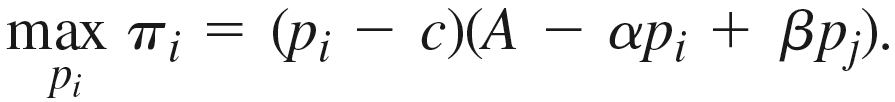 max π_i = (p_i − c)(A − αp_i + βp_j).
p_i